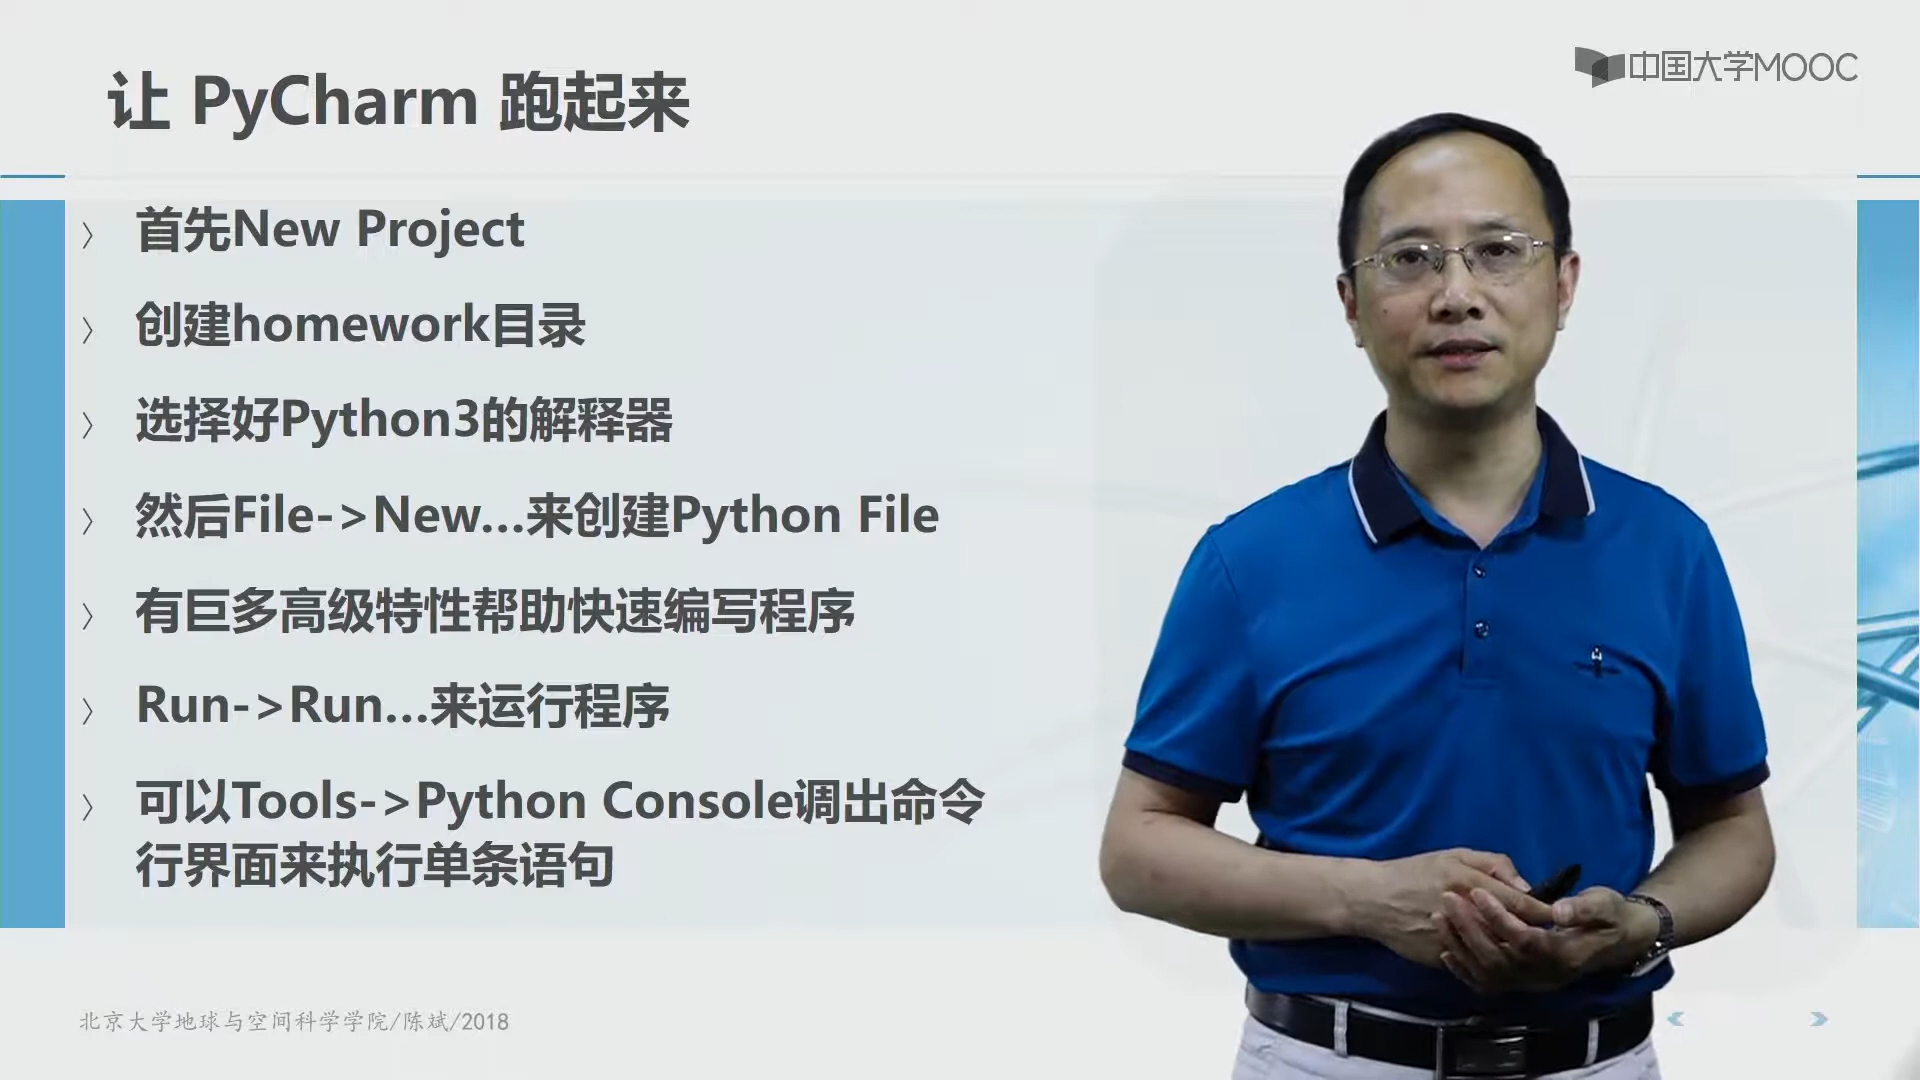 让 PyCharm 跑起来
中国大学MOOC
首先New Project
创建homework目录
选择好Python3的解释器
然后File->New...来创建Python File
有巨多高级特性帮助快速编写程序
Run->Run...来运行程序
可以Tools->Python Console调出命令
行界面来执行单条语句
北京大学地球与空间科学学院/陈斌/2018